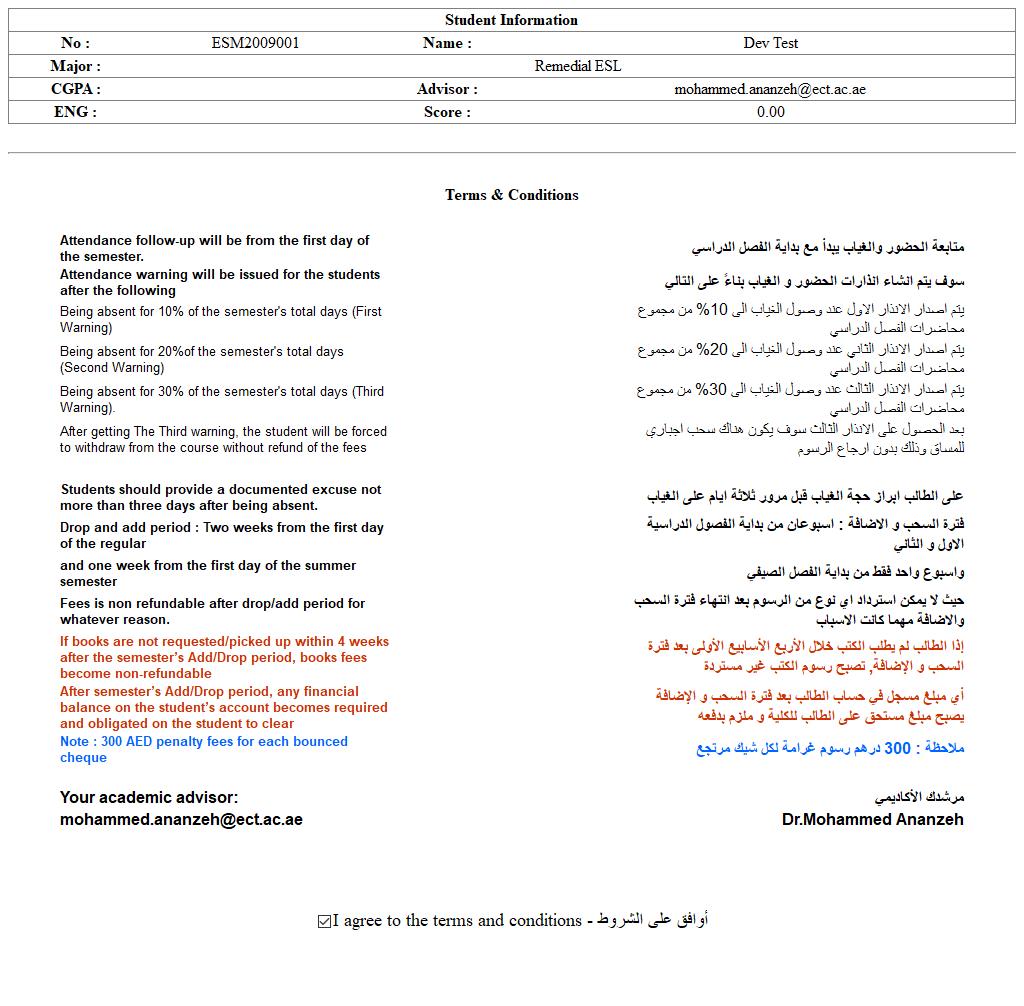 Student Information
No : ESM2009001 Name : Dev Test
Major : Remedial ESL
CGPA : Advisor : mohammed.ananzeh@ect.ac.ae
ENG : Score : 0.00
Terms & Conditions
Attendance follow-up will be from the first day of
the semester.
متابعة الحضور والغياب يبدأ مع بداية الفصل الدراسي
Attendance warning will be issued for the students
after the following
سوف يتم انشاء انذارات الحضور و الغياب بناءً على التالي
Being absent for 10% of the semester's total days (First
Warning)
يتم اصدار الانذار الاول عند وصول الغياب الى 10% من مجموع
محاضرات الفصل الدراسي
Being absent for 20%of the semester's total days
(Second Warning)
يتم اصدار الانذار الثاني عند وصول الغياب الى 20% من مجموع
محاضرات الفصل الدراسي
Being absent for 30% of the semester's total days (Third
Warning).
يتم اصدار الانذار الثالث عند وصول الغياب الى 30% من مجموع
محاضرات الفصل الدراسي
After getting The Third warning, the student will be forced
to withdraw from the course without refund of the fees
بعد الحصول على الانذار الثالث سوف يكون هناك سحب اجباري
للمساق وذلك بدون ارجاع الرسوم
Students should provide a documented excuse not
more than three days after being absent.
على الطالب ابراز حجة الغياب قبل مرور ثلاثة ايام على الغياب
Drop and add period : Two weeks from the first day
of the regular
فترة السحب و الاضافة : اسبوعان من بداية الفصول الدراسية
الاول و الثاني
and one week from the first day of the summer
semester
واسبوع واحد فقط من بداية الفصل الصيفي
Fees is non refundable after drop/add period for
whatever reason.
حيث لا يمكن استرداد اي نوع من الرسوم بعد انتهاء فترة السحب
والاضافة مهما كانت الاسباب
If books are not requested/picked up within 4 weeks
after the semester’s Add/Drop period, books fees
become non-refundable
إذا الطالب لم يطلب الكتب خلال الأربع الأسابيع الأولى بعد فترة
السحب و الإضافة, تصبح رسوم الكتب غير مستردة
After semester’s Add/Drop period, any financial
balance on the student’s account becomes required
and obligated on the student to clear
أي مبلغ مسجل في حساب الطالب بعد فترة السحب و الإضافة
يصبح مبلغ مستحق على الطالب للكلية و ملزم بدفعه
Note : 300 AED penalty fees for each bounced
cheque
ملاحظة : 300 درهم رسوم غرامة لكل شيك مرتجع
Your academic advisor:
mohammed.ananzeh@ect.ac.ae
مرشدك الأكاديمي
Dr.Mohammed Ananzeh
I agree to the terms and conditions - أوافق على الشروط